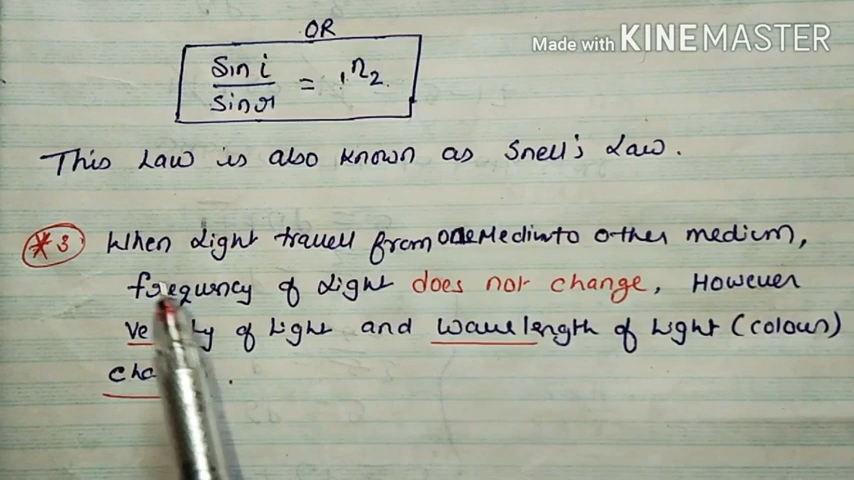 OR
Made with KINEMASTER
Sin i / Sin r = ₁n₂
This Law is also known as Snell's Law.
*3 When Light travell from one Medium to other medium,
frequency of Light does not change, However
of Light and wavelength of Light (colour)